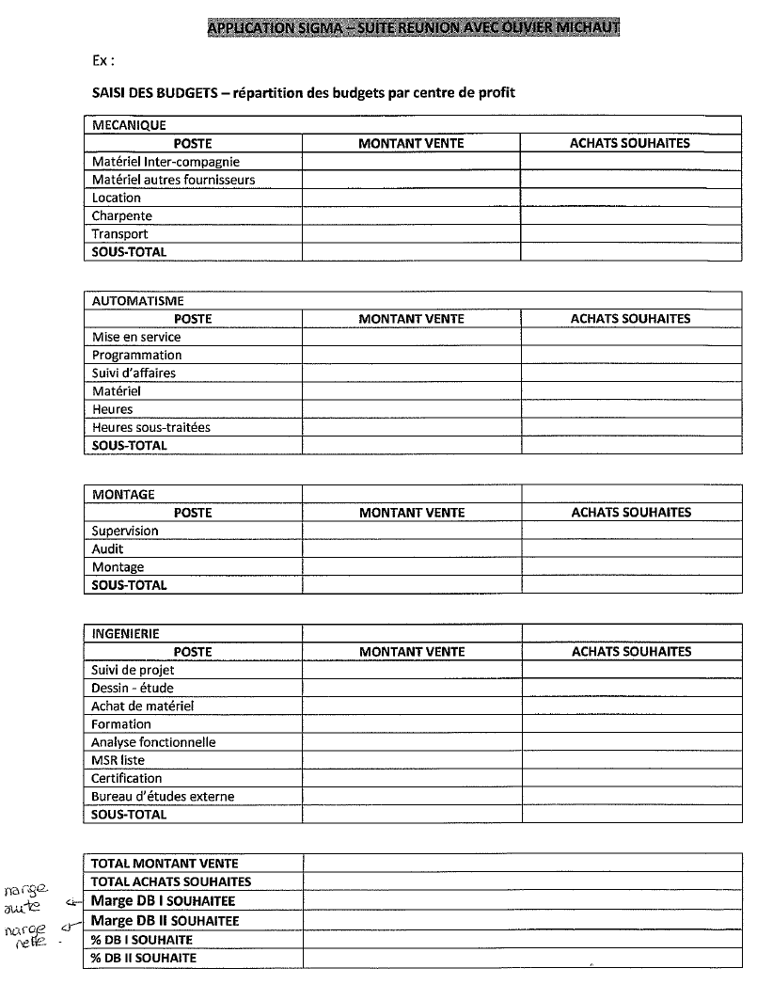 APPLICATION SIGMA – SUITE REUNION AVEC OLIVIER MICHAUT
Ex :
SAISI DES BUDGETS – répartition des budgets par centre de profit
MECANIQUE
POSTE MONTANT VENTE ACHATS SOUHAITES
Matériel Inter-compagnie
Matériel autres fournisseurs
Location
Charpente
Transport
SOUS-TOTAL
AUTOMATISME
POSTE MONTANT VENTE ACHATS SOUHAITES
Mise en service
Programmation
Suivi d'affaires
Matériel
Heures
Heures sous-traitées
SOUS-TOTAL
MONTAGE
POSTE MONTANT VENTE ACHATS SOUHAITES
Supervision
Audit
Montage
SOUS-TOTAL
INGENIERIE
POSTE MONTANT VENTE ACHATS SOUHAITES
Suivi de projet
Dessin - étude
Achat de matériel
Formation
Analyse fonctionnelle
MSR liste
Certification
Bureau d'études externe
SOUS-TOTAL
TOTAL MONTANT VENTE
TOTAL ACHATS SOUHAITES
marge
Marge DB I SOUHAITEE
Marge DB II SOUHAITEE
marge
nette
% DB I SOUHAITE
% DB II SOUHAITE